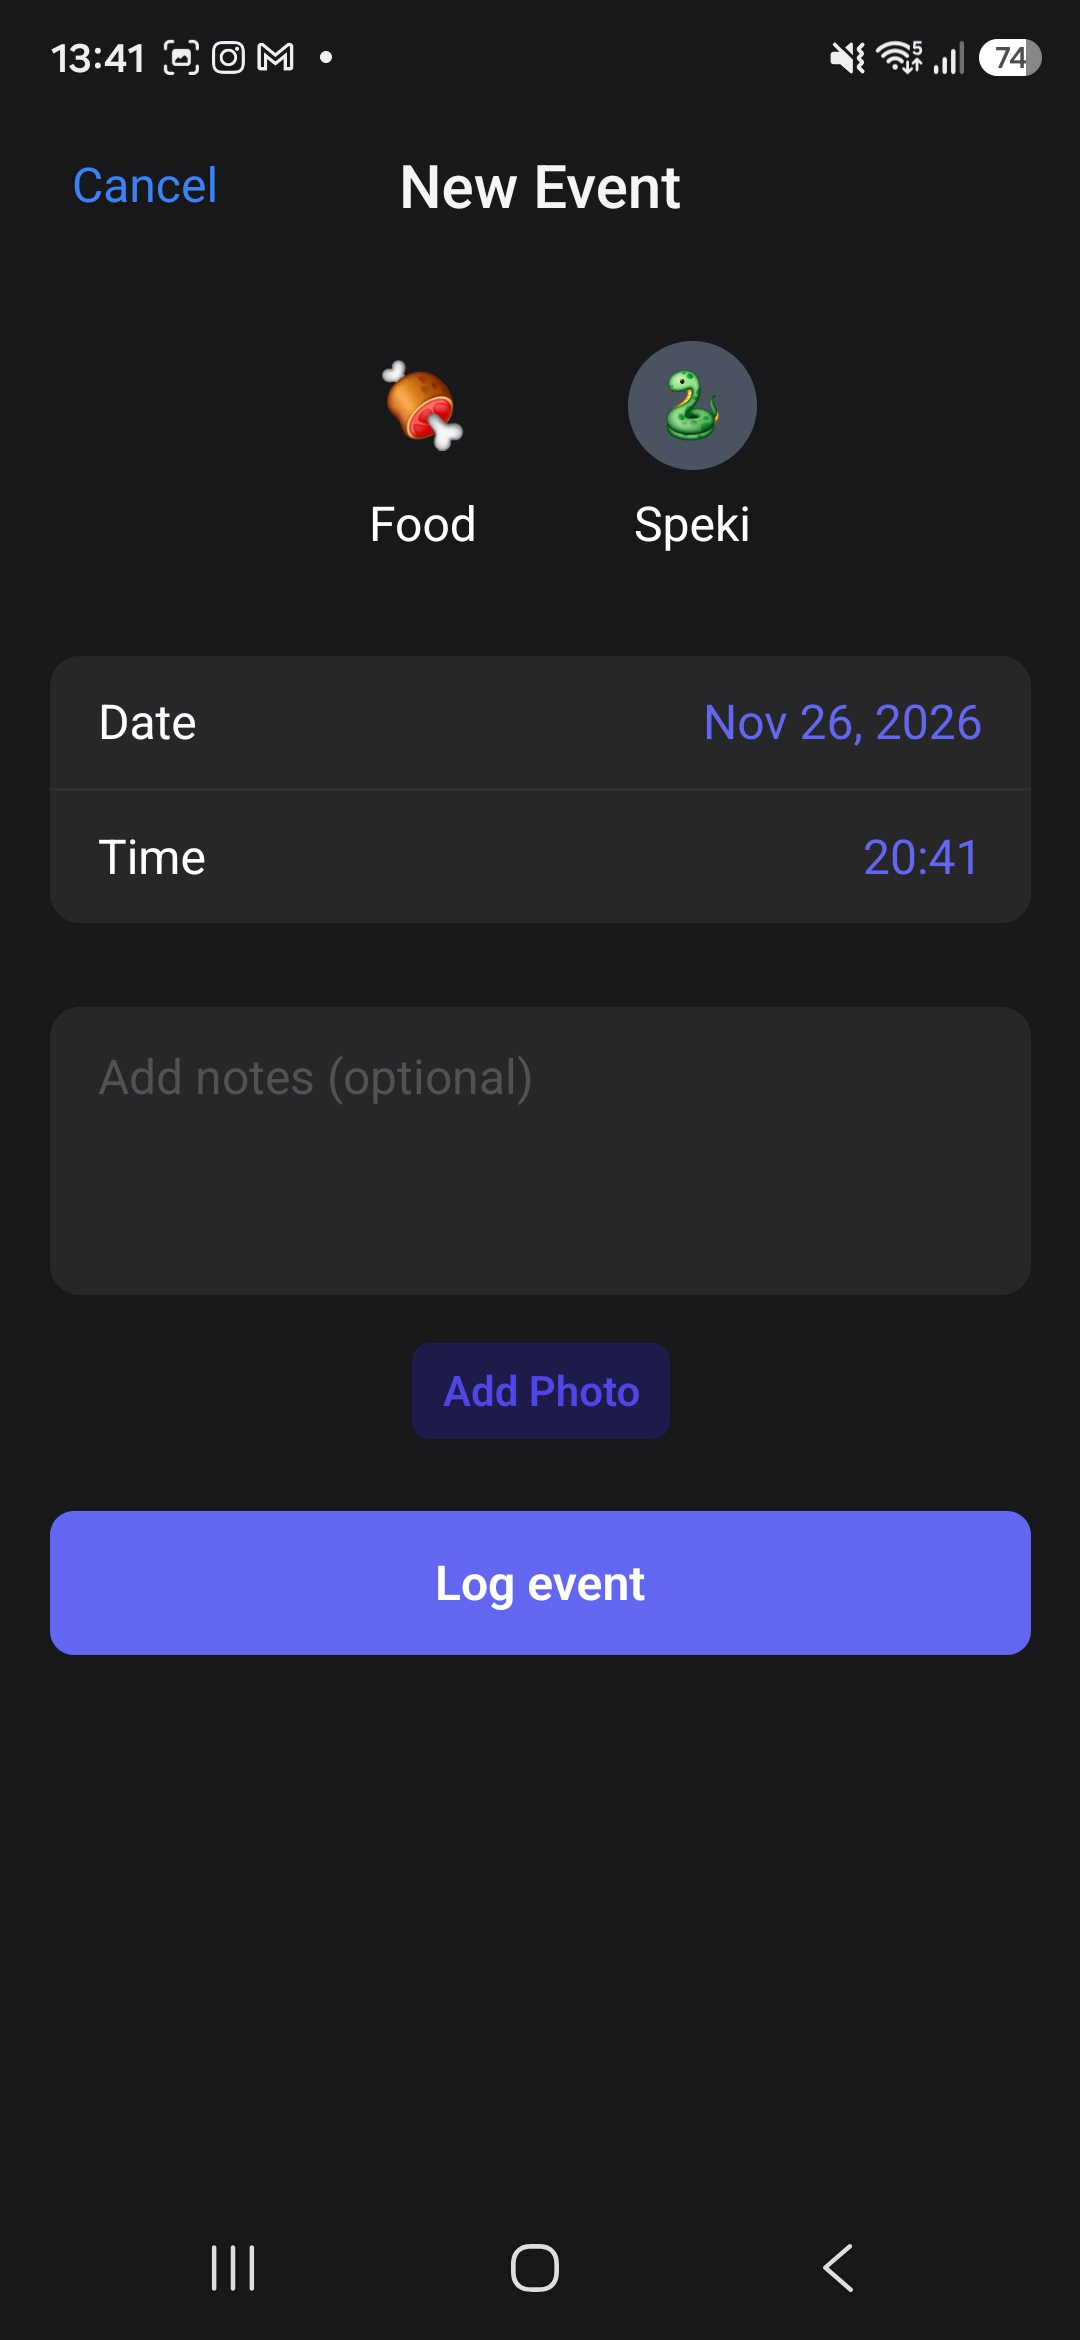 13:41
5
74
Cancel
New Event
Food
Speki
Date
Nov 26, 2026
Time
20:41
Add notes (optional)
Add Photo
Log event